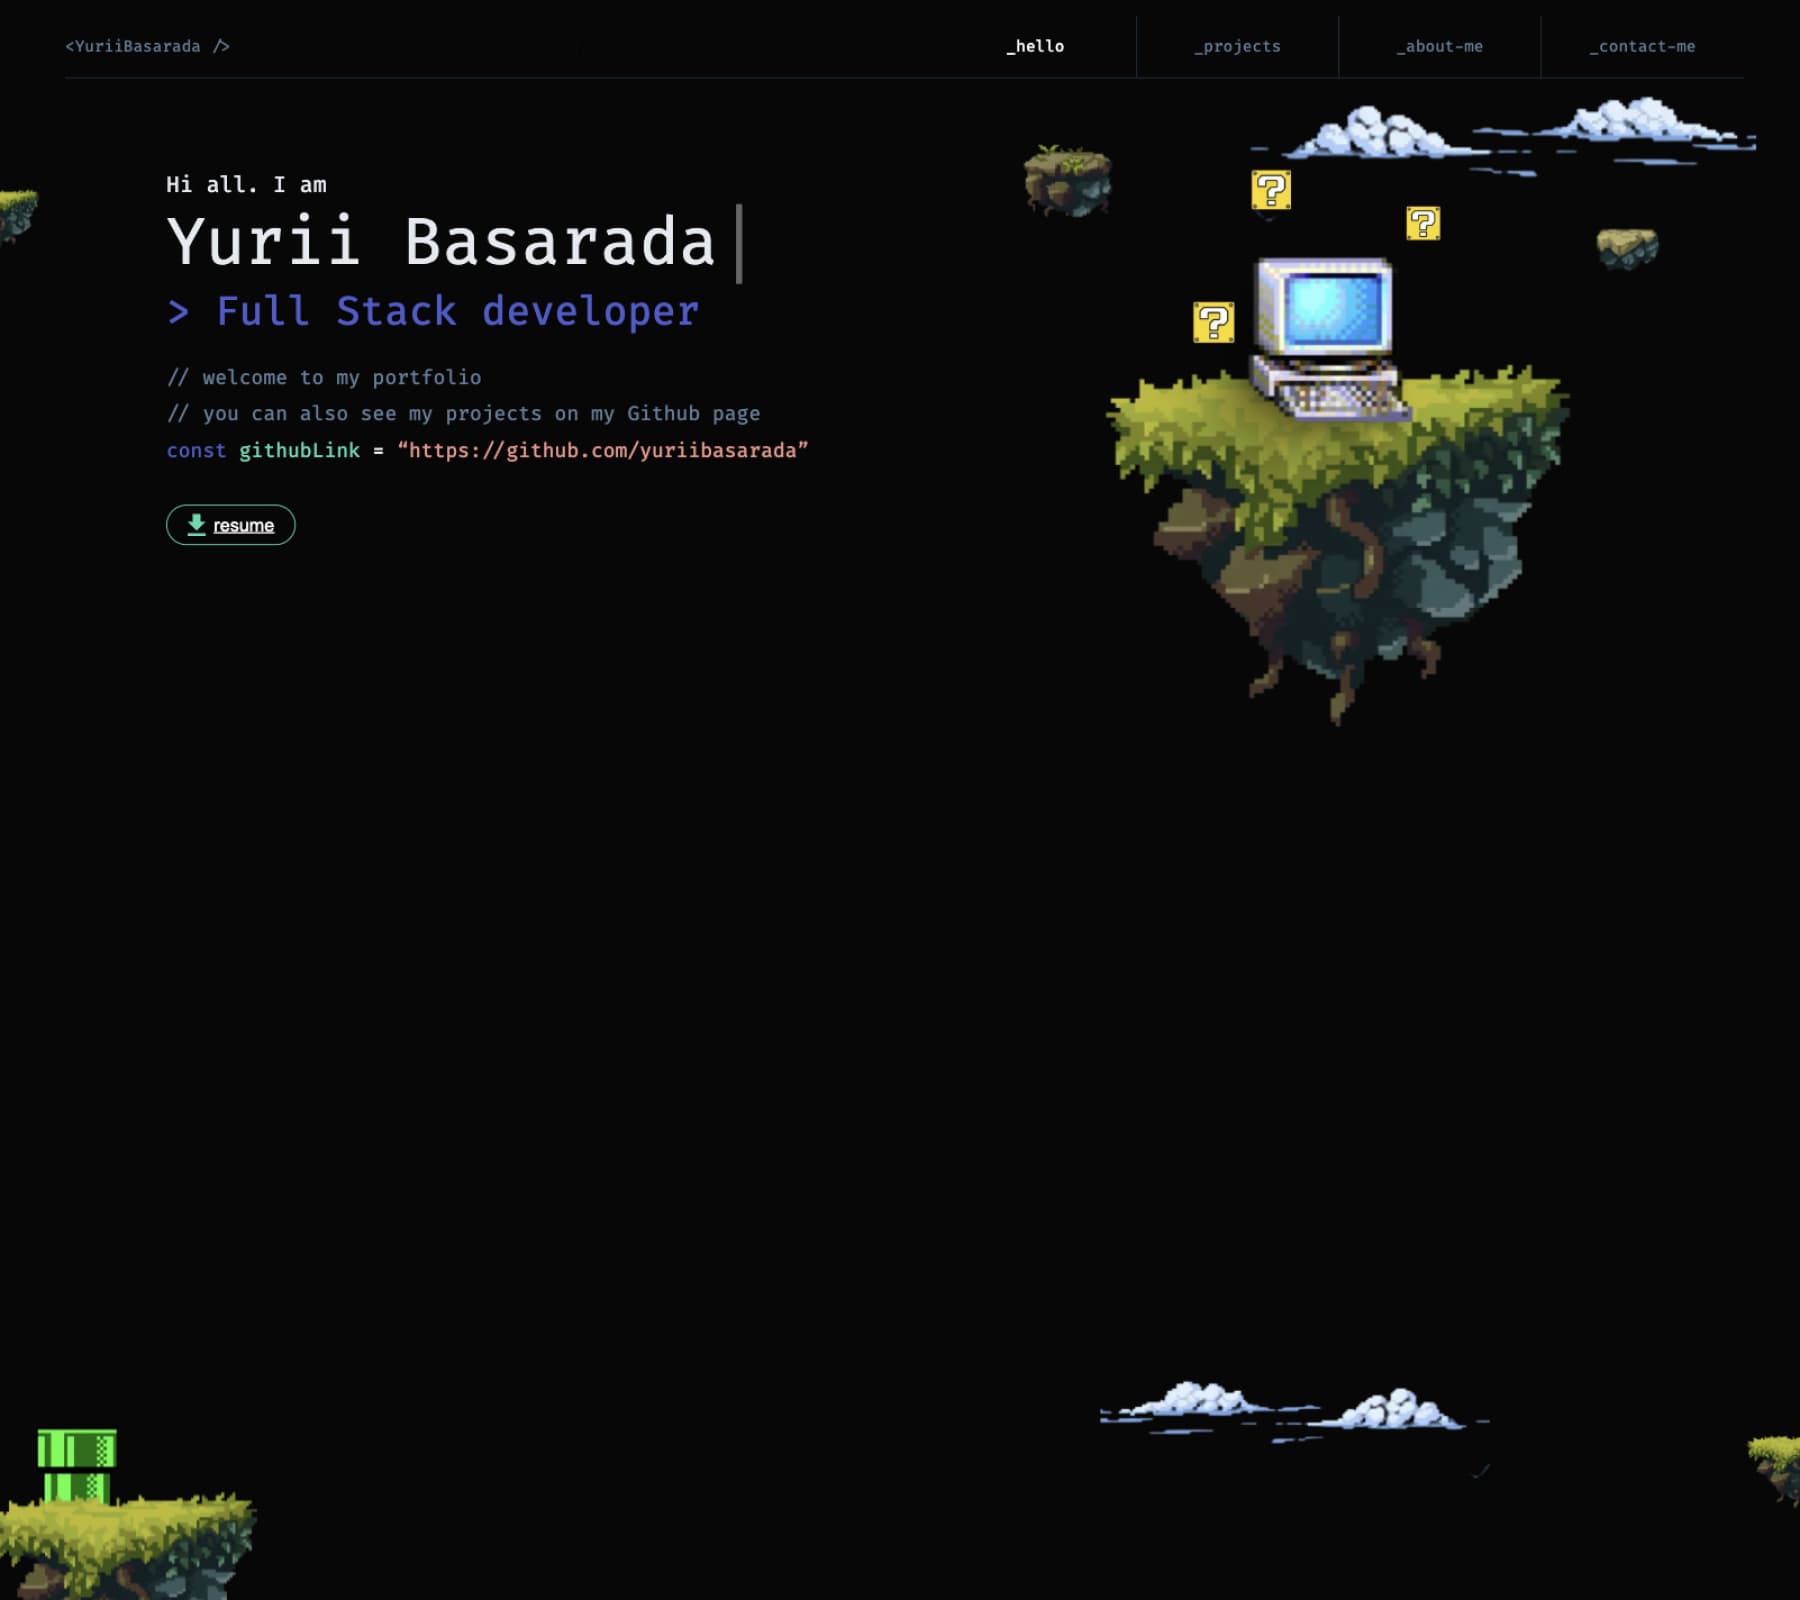 <YuriiBasarada />
_hello
_projects
_about-me
_contact-me
Hi all. I am
Yurii Basarada
> Full Stack developer
// welcome to my portfolio
// you can also see my projects on my Github page
const githubLink = “https://github.com/yuriibasarada”
resume
?
?
?